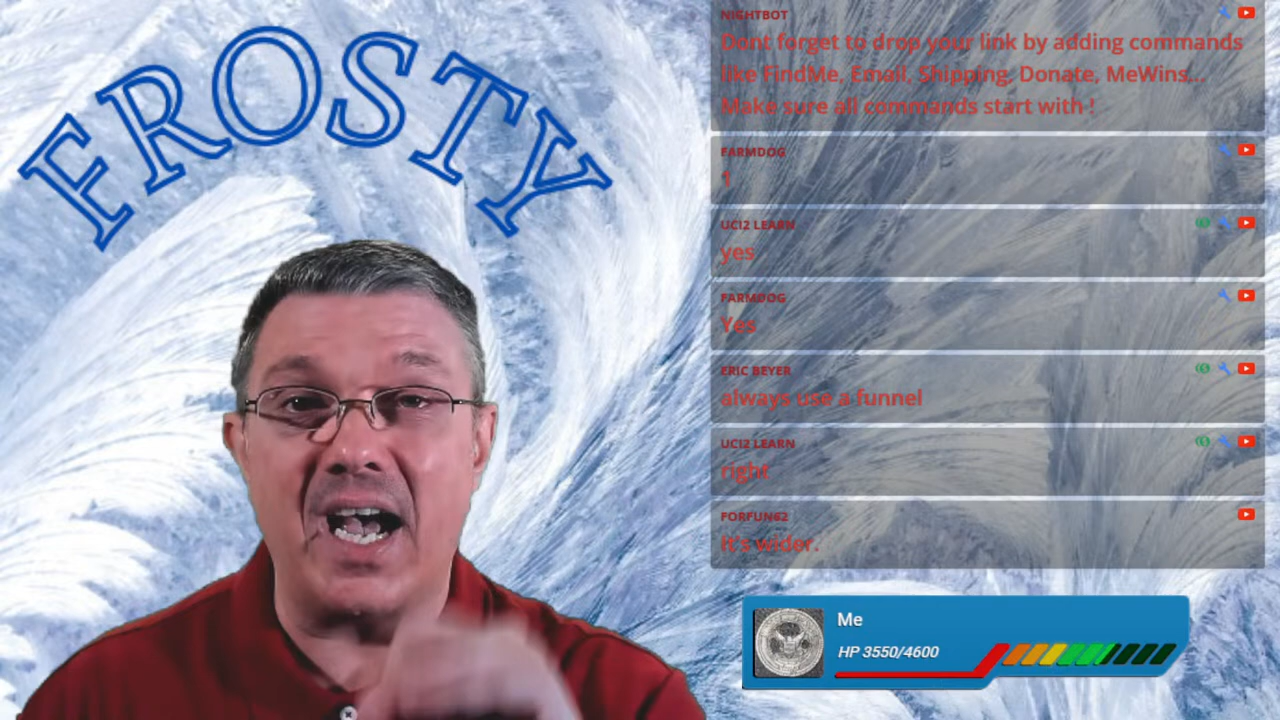 FROSTY
NIGHTBOT
Dont forget to drop your link by adding commands
like FindMe, Email, Shipping, Donate, MeWins...
Make sure all commands start with !
FARMDOG
1
UCI2 LEARN
yes
FARMDOG
Yes
ERIC BEYER
always use a funnel
UCI2 LEARN
right
FORFUN62
It's wider.
Me
HP 3550/4600